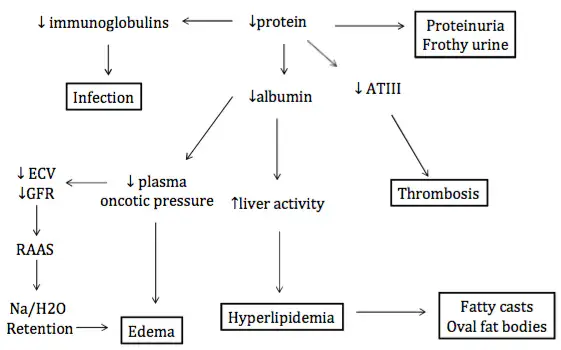 ↓ immunoglobulins
↓protein
Proteinuria
Frothy urine
Infection
↓albumin
↓ ATIII
↓ ECV
↓GFR
↓ plasma
oncotic pressure
↑liver activity
Thrombosis
RAAS
Na/H2O
Retention
Edema
Hyperlipidemia
Fatty casts
Oval fat bodies